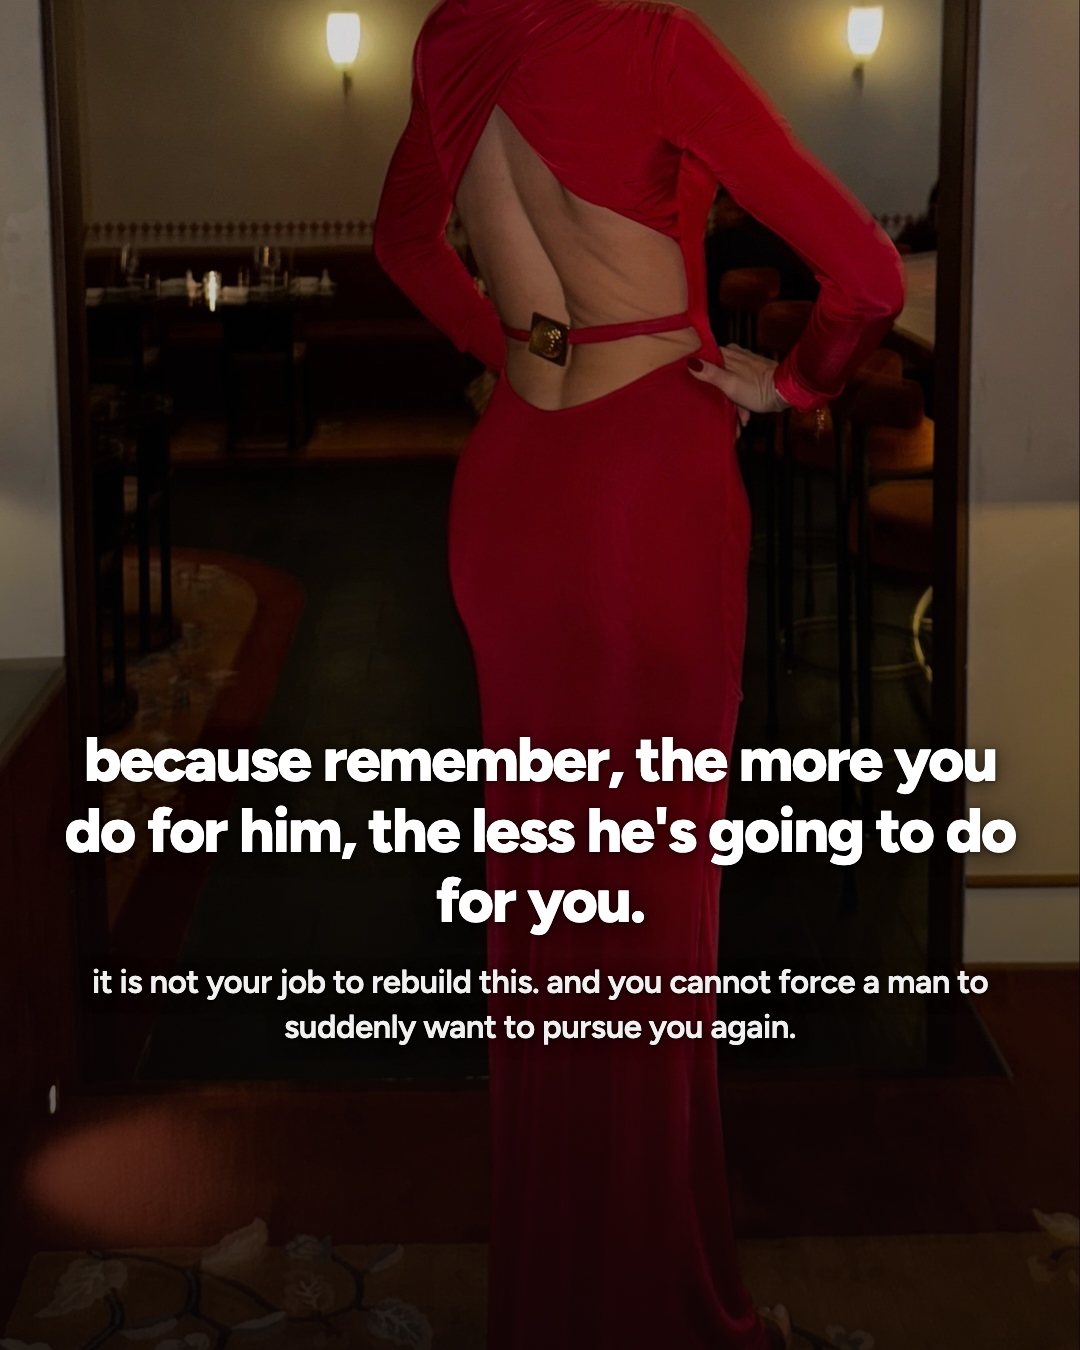 because remember, the more you
do for him, the less he's going to do
for you.
it is not your job to rebuild this. and you cannot force a man to
suddenly want to pursue you again.